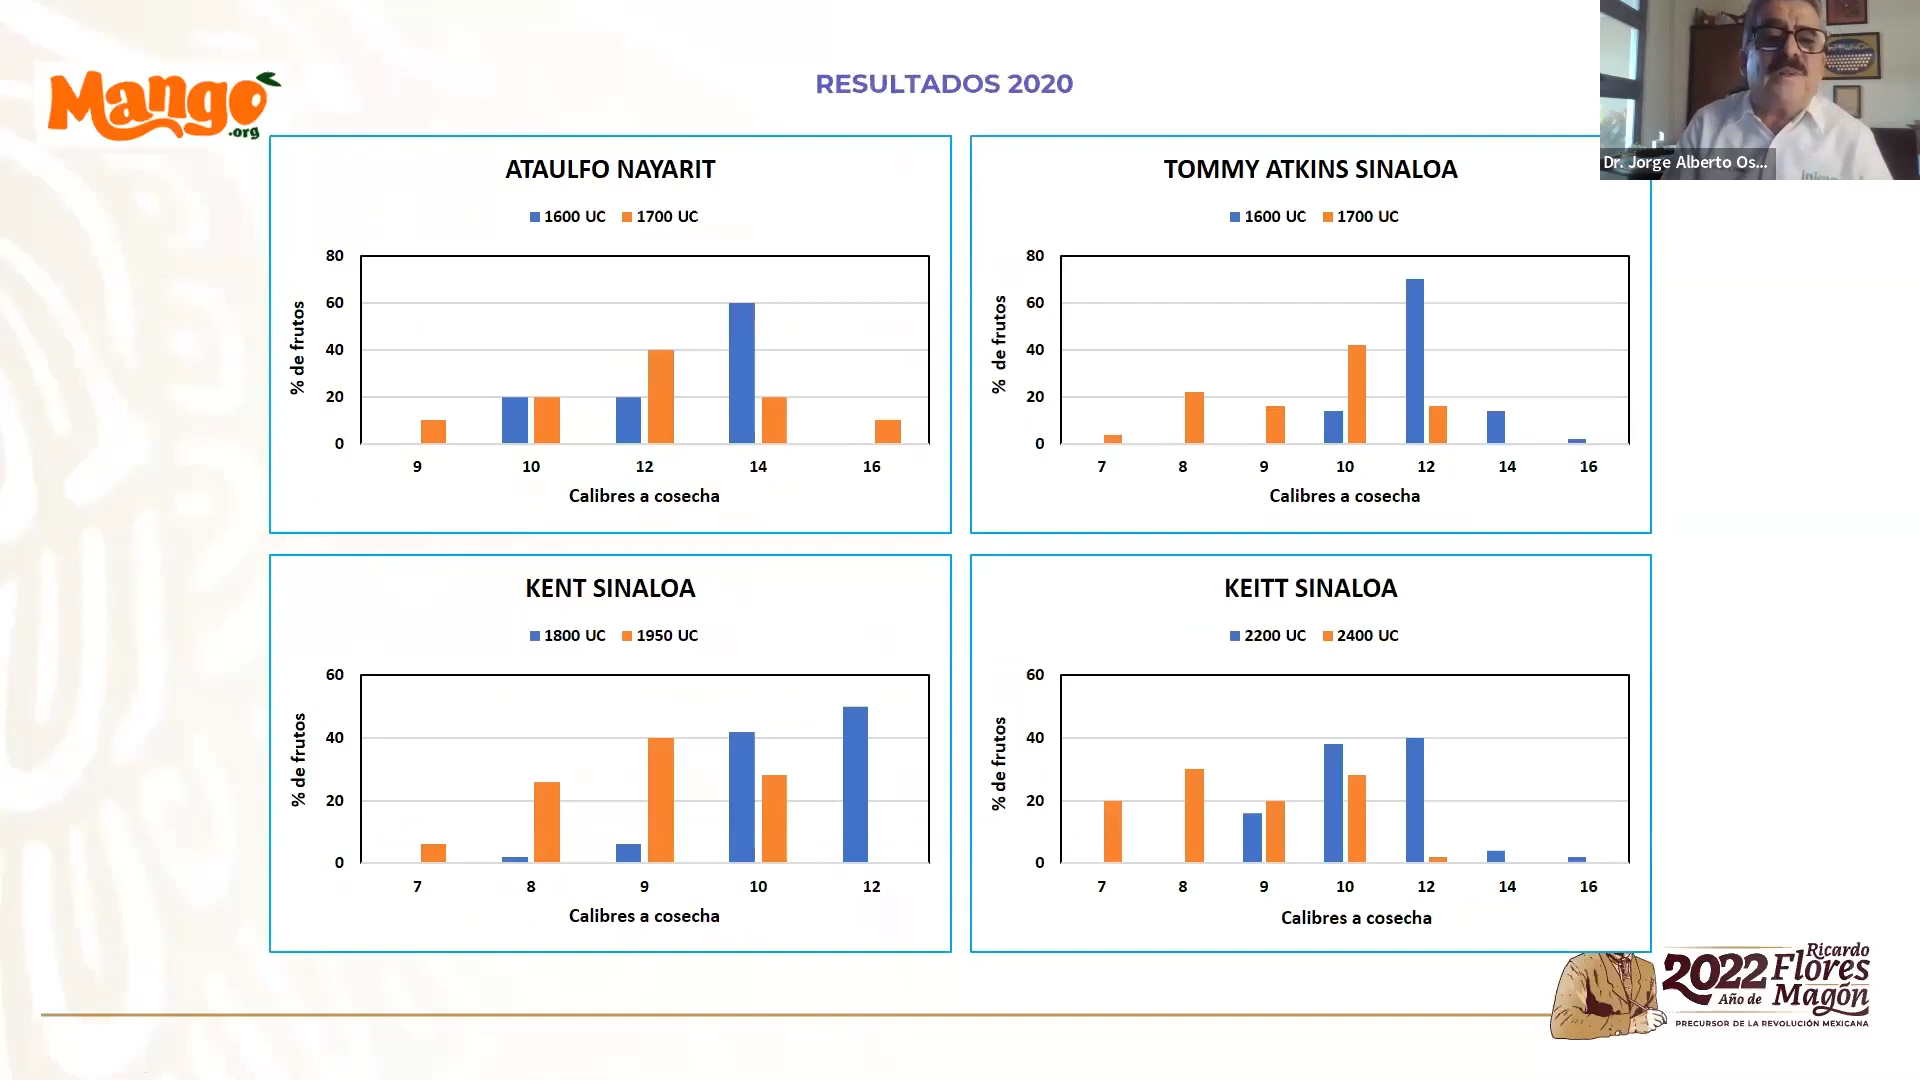 Mango
.org
RESULTADOS 2020
Dr. Jorge Alberto Os...
ATAULFO NAYARIT
1600 UC 1700 UC
% de frutos
80
60
40
20
0
9 10 12 14 16
Calibres a cosecha
TOMMY ATKINS SINALOA
1600 UC 1700 UC
% de frutos
80
60
40
20
0
7 8 9 10 12 14 16
Calibres a cosecha
KENT SINALOA
1800 UC 1950 UC
% de frutos
60
40
20
0
7 8 9 10 12
Calibres a cosecha
KEITT SINALOA
2200 UC 2400 UC
% de frutos
60
40
20
0
7 8 9 10 12 14 16
Calibres a cosecha
2022
Año de
Ricardo
Flores
Magón
PRECURSOR DE LA REVOLUCIÓN MEXICANA